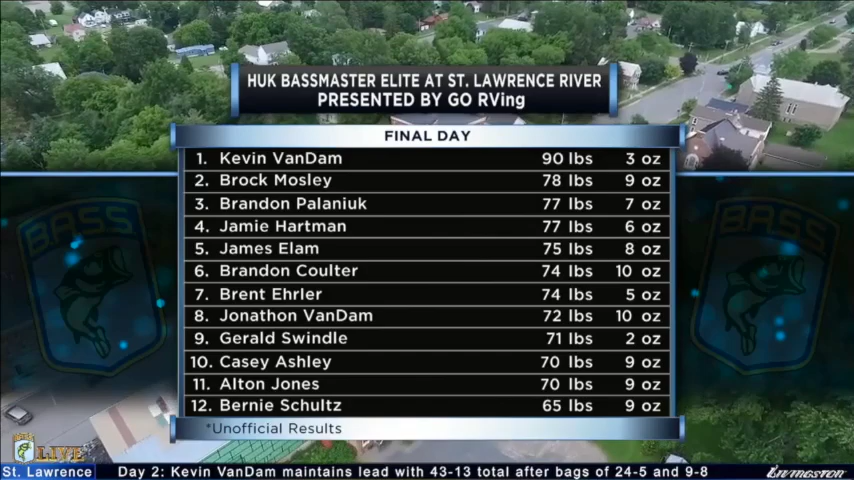 HUK BASSMASTER ELITE AT ST. LAWRENCE RIVER
PRESENTED BY GO RVing
FINAL DAY
1. Kevin VanDam 90 lbs 3 oz
2. Brock Mosley 78 lbs 9 oz
3. Brandon Palaniuk 77 lbs 7 oz
4. Jamie Hartman 77 lbs 6 oz
5. James Elam 75 lbs 8 oz
6. Brandon Coulter 74 lbs 10 oz
7. Brent Ehrler 74 lbs 5 oz
8. Jonathon VanDam 72 lbs 10 oz
9. Gerald Swindle 71 lbs 2 oz
10. Casey Ashley 70 lbs 9 oz
11. Alton Jones 70 lbs 9 oz
12. Bernie Schultz 65 lbs 9 oz
*Unofficial Results
B.A.S.S.
B.A.S.S.
LIVE
St. Lawrence Day 2: Kevin VanDam maintains lead with 43-13 total after bags of 24-5 and 9-8 LIVINGSTON